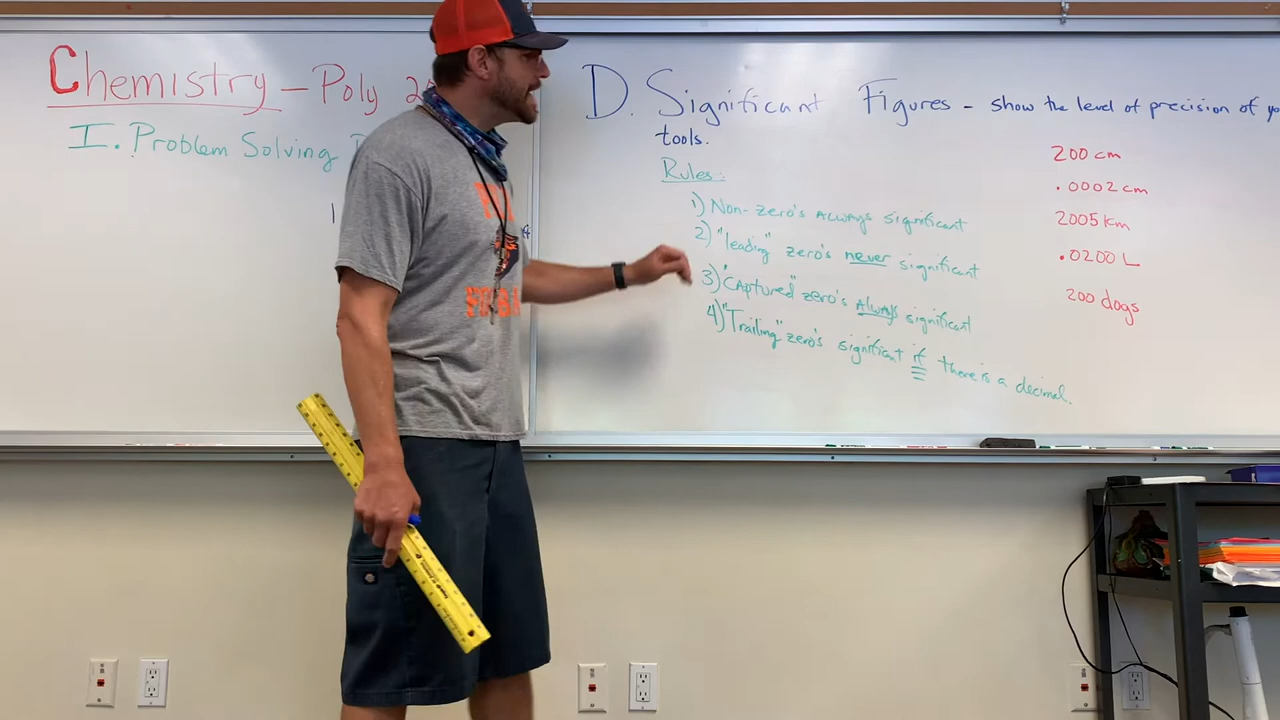 Chemistry - Poly
I. Problem Solving
D. Significant Figures - show the level of precision of
tools.
Rules:
1) Non-zero's ALWAYS significant
2) "leading" zero's never significant
3) "CAptured" zero's Always significant
4) "Trailing" zero's significant if there is a decimal.
200 cm
.0002 cm
2005 km
.0200 L
200 dogs